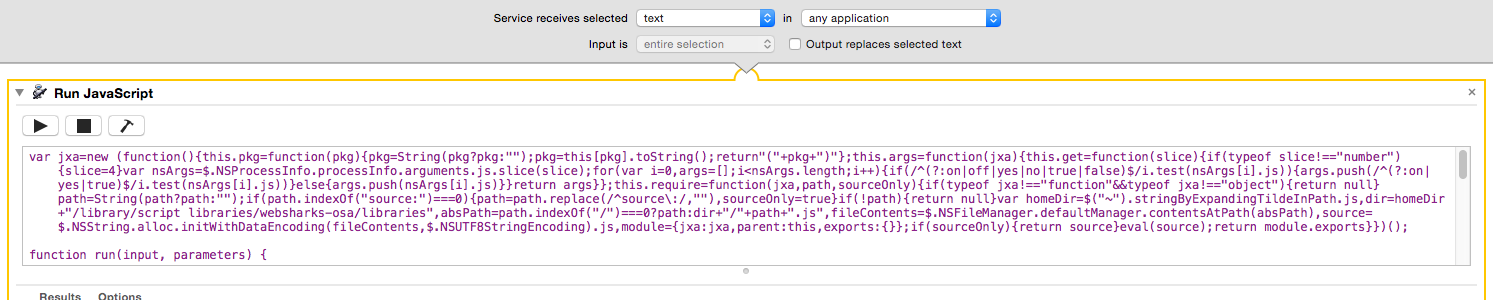 Service receives selected text in any application
Input is entire selection Output replaces selected text
Run JavaScript
var jxa=new (function(){this.pkg=function(pkg){pkg=String(pkg?pkg:"");pkg=this[pkg].toString();return"("+pkg+")"};this.args=function(jxa){this.get=function(slice){if(typeof slice!=="number")
{slice=4}var nsArgs=$.NSProcessInfo.processInfo.arguments.js.slice(slice);for(var i=0,args=[];i<nsArgs.length;i++){if(/^(?:on|off|yes|no|true|false)$/i.test(nsArgs[i].js)){args.push(/^(?:on|
yes|true)$/i.test(nsArgs[i].js))}else{args.push(nsArgs[i].js)}}return args}};this.require=function(jxa,path,sourceOnly){if(typeof jxa!=="function"&&typeof jxa!=="object"){return null}
path=String(path?path:"");if(path.indexOf("source:")===0){path=path.replace(/^source\:/,""),sourceOnly=true}if(!path){return null}var homeDir=$("~").stringByExpandingTildeInPath.js,dir=homeDir
+"/library/script libraries/websharks-osa/libraries",absPath=path.indexOf("/")===0?path:dir+"/"+path+".js",fileContents=$.NSFileManager.defaultManager.contentsAtPath(absPath),source=
$.NSString.alloc.initWithDataEncoding(fileContents,$.NSUTF8StringEncoding).js,module={jxa:jxa,parent:this,exports:{}};if(sourceOnly){return source}eval(source);return module.exports}})();
function run(input, parameters) {
Results Options